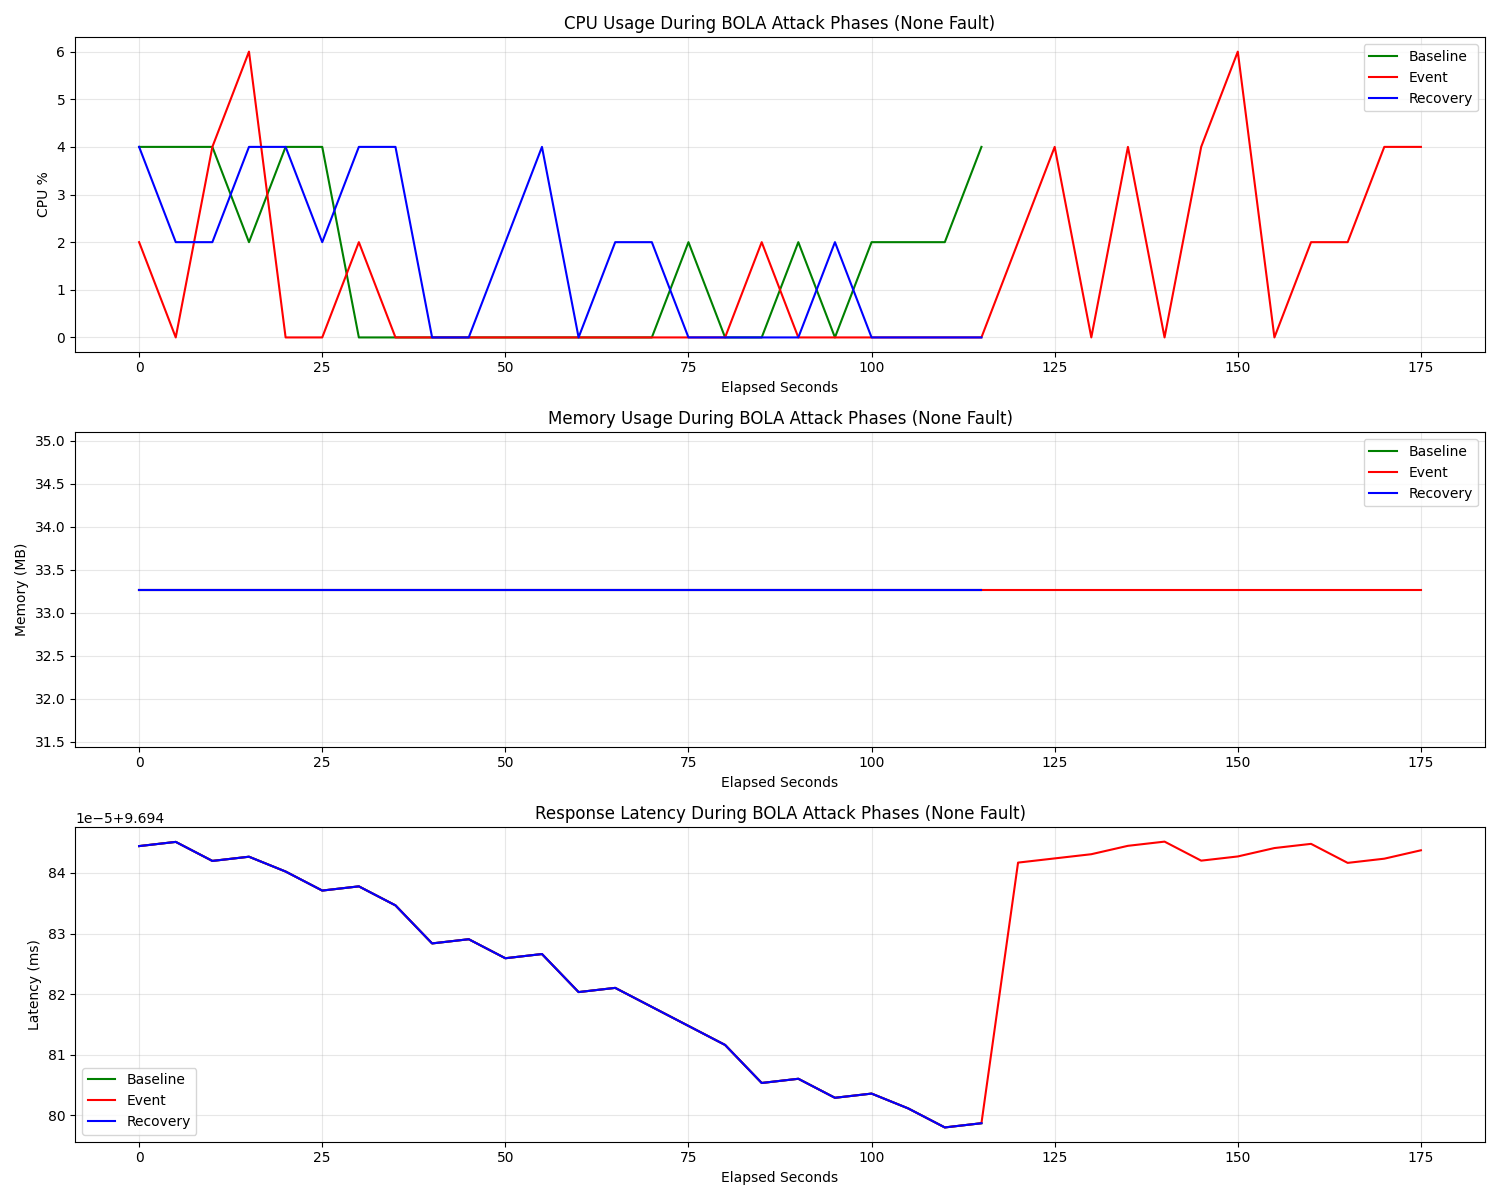 CPU Usage During BOLA Attack Phases (None Fault)
6
5
4
3
2
1
0
CPU %
Baseline
Event
Recovery
0 25 50 75 100 125 150 175
Elapsed Seconds
Memory Usage During BOLA Attack Phases (None Fault)
35.0
34.5
34.0
33.5
33.0
32.5
32.0
31.5
Memory (MB)
Baseline
Event
Recovery
0 25 50 75 100 125 150 175
Elapsed Seconds
Response Latency During BOLA Attack Phases (None Fault)
1e−5+9.694
84
83
82
81
80
Latency (ms)
Baseline
Event
Recovery
0 25 50 75 100 125 150 175
Elapsed Seconds